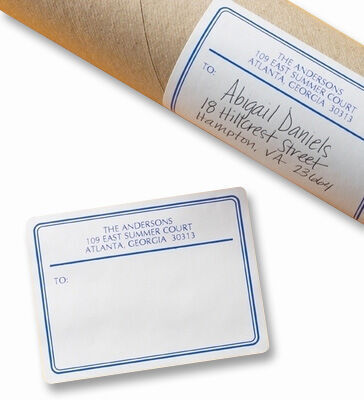 THE ANDERSONS
109 EAST SUMMER COURT
ATLANTA, GEORGIA 30313
TO:
Abigail Daniels
18 Hillcrest Street
Hampton, VA 23664
THE ANDERSONS
109 EAST SUMMER COURT
ATLANTA, GEORGIA 30313
TO: